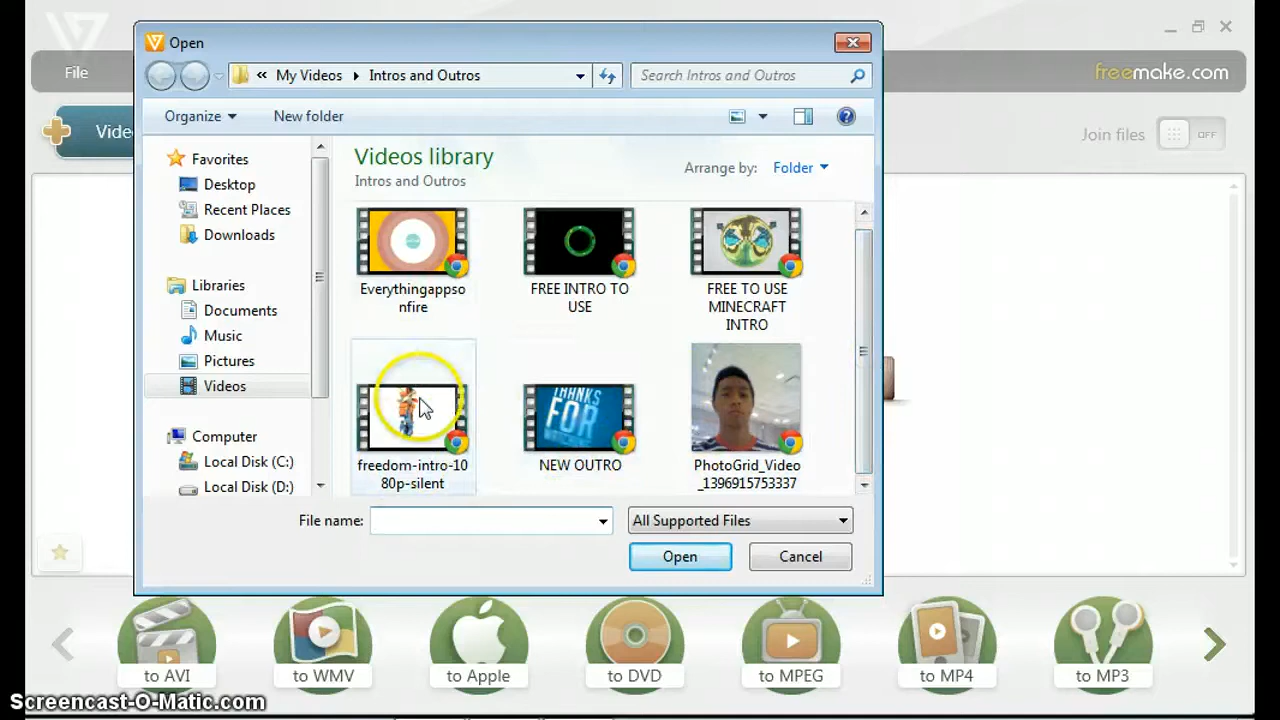 Open
File
freemake.com
« My Videos Intros and Outros
Search Intros and Outros
Organize
New folder
Vide
Join files
OFF
Videos library
Intros and Outros
Arrange by: Folder
Favorites
Desktop
Recent Places
Downloads
Libraries
Documents
Music
Pictures
Videos
Computer
Local Disk (C:)
Local Disk (D:)
Everythingappso
nfire
FREE INTRO TO
USE
FREE TO USE
MINECRAFT
INTRO
THANKS
FOR
freedom-intro-10
80p-silent
NEW OUTRO
PhotoGrid_Video
_1396915753337
File name:
All Supported Files
Open
Cancel
to AVI
to WMV
to Apple
to DVD
to MPEG
to MP4
to MP3
Screencast-O-Matic.com